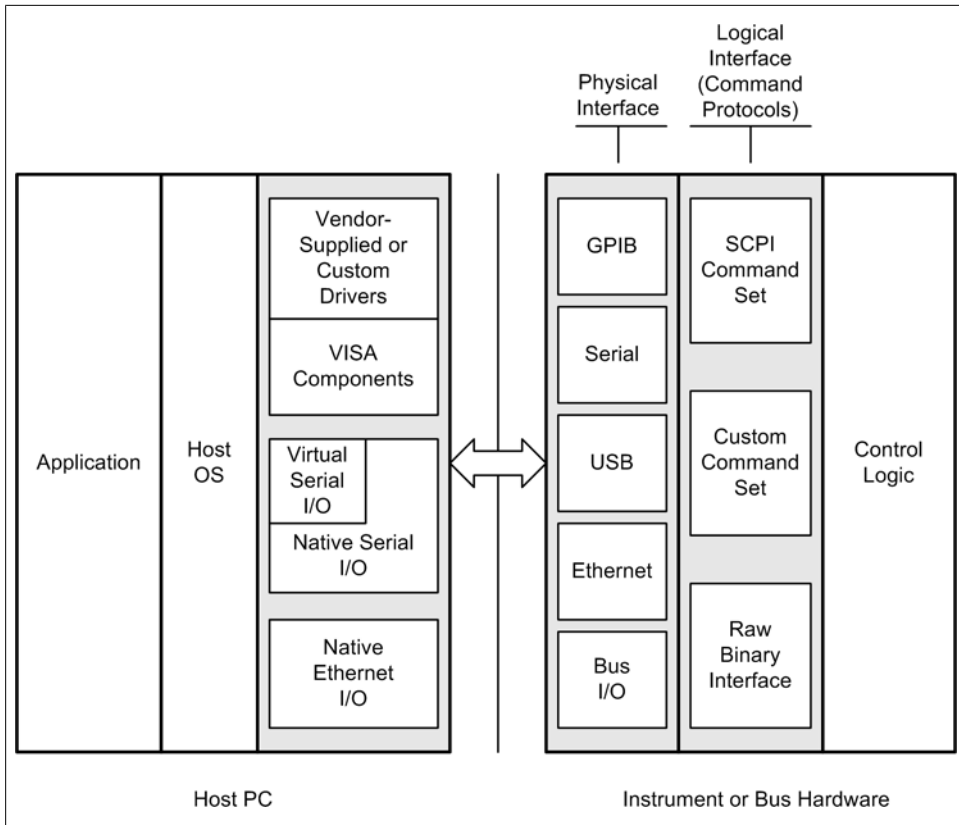 Physical
Interface
Logical
Interface
(Command
Protocols)
Application
Host
OS
Vendor-
Supplied or
Custom
Drivers
VISA
Components
Virtual
Serial
I/O
Native Serial
I/O
Native
Ethernet
I/O
GPIB
Serial
USB
Ethernet
Bus
I/O
SCPI
Command
Set
Custom
Command
Set
Raw
Binary
Interface
Control
Logic
Host PC
Instrument or Bus Hardware